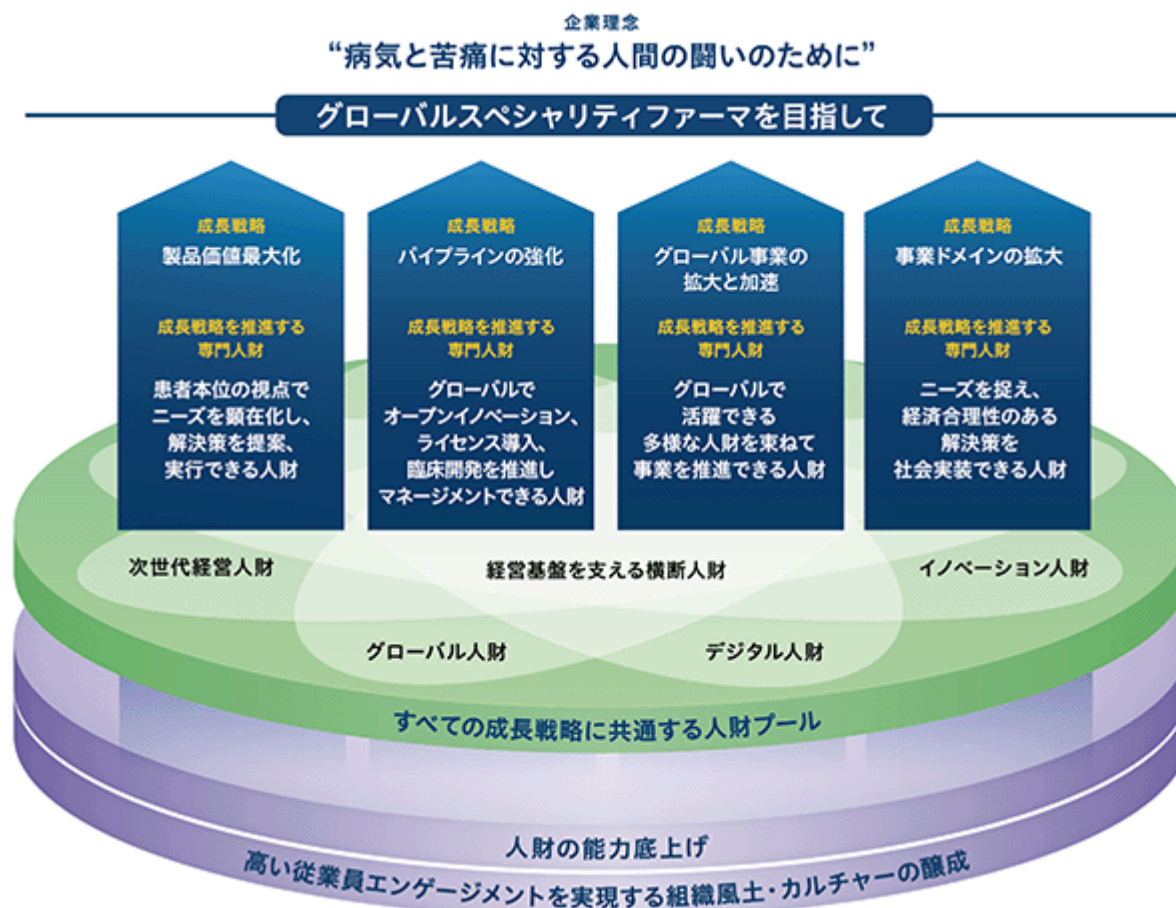 企業理念
“病気と苦痛に対する人間の闘いのために”
グローバルスペシャリティファーマを目指して
成長戦略
製品価値最大化
成長戦略を推進する
専門人財
患者本位の視点で
ニーズを顕在化し、
解決策を提案、
実行できる人財
成長戦略
パイプラインの強化
成長戦略を推進する
専門人財
グローバルで
オープンイノベーション、
ライセンス導入、
臨床開発を推進し
マネージメントできる人財
成長戦略
グローバル事業の
拡大と加速
成長戦略を推進する
専門人財
グローバルで
活躍できる
多様な人財を束ねて
事業を推進できる人財
成長戦略
事業ドメインの拡大
成長戦略を推進する
専門人財
ニーズを捉え、
経済合理性のある
解決策を
社会実装できる人財
次世代経営人財
経営基盤を支える横断人財
イノベーション人財
グローバル人財
デジタル人財
すべての成長戦略に共通する人財プール
人財の能力底上げ
高い従業員エンゲージメントを実現する組織風土・カルチャーの醸成